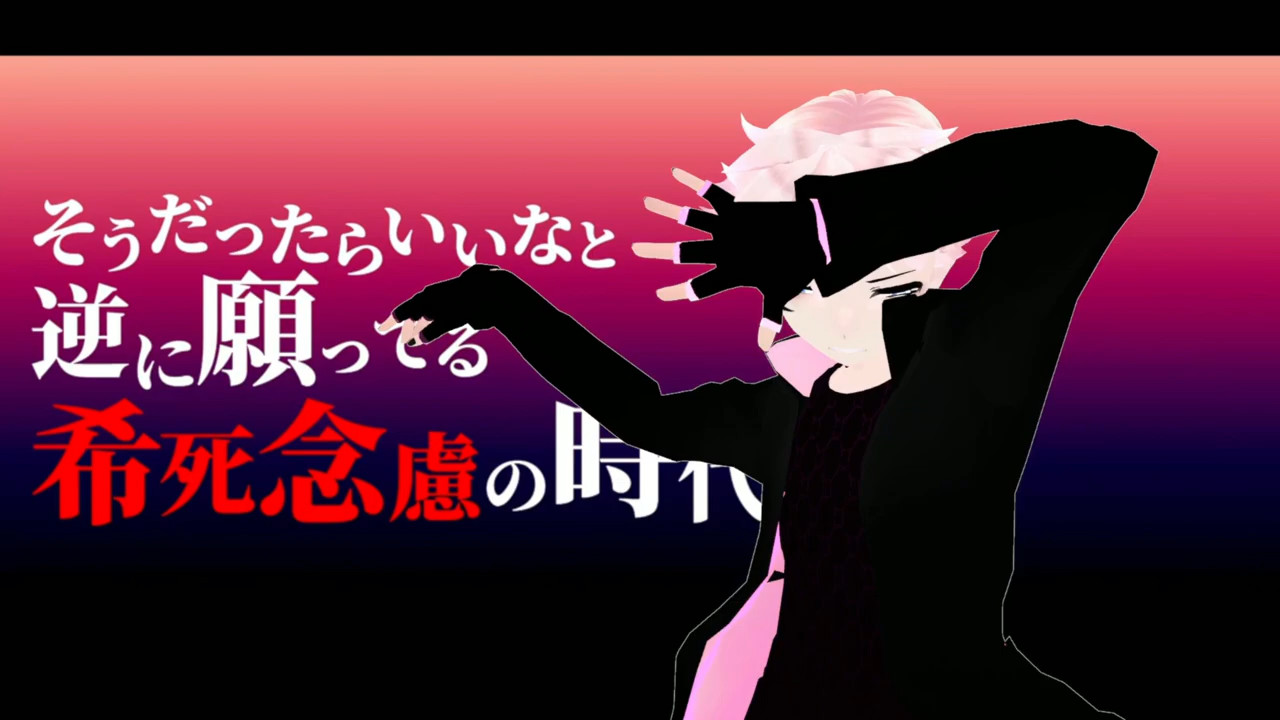 そうだったらいいなと
逆に願ってる
希死念慮の時代